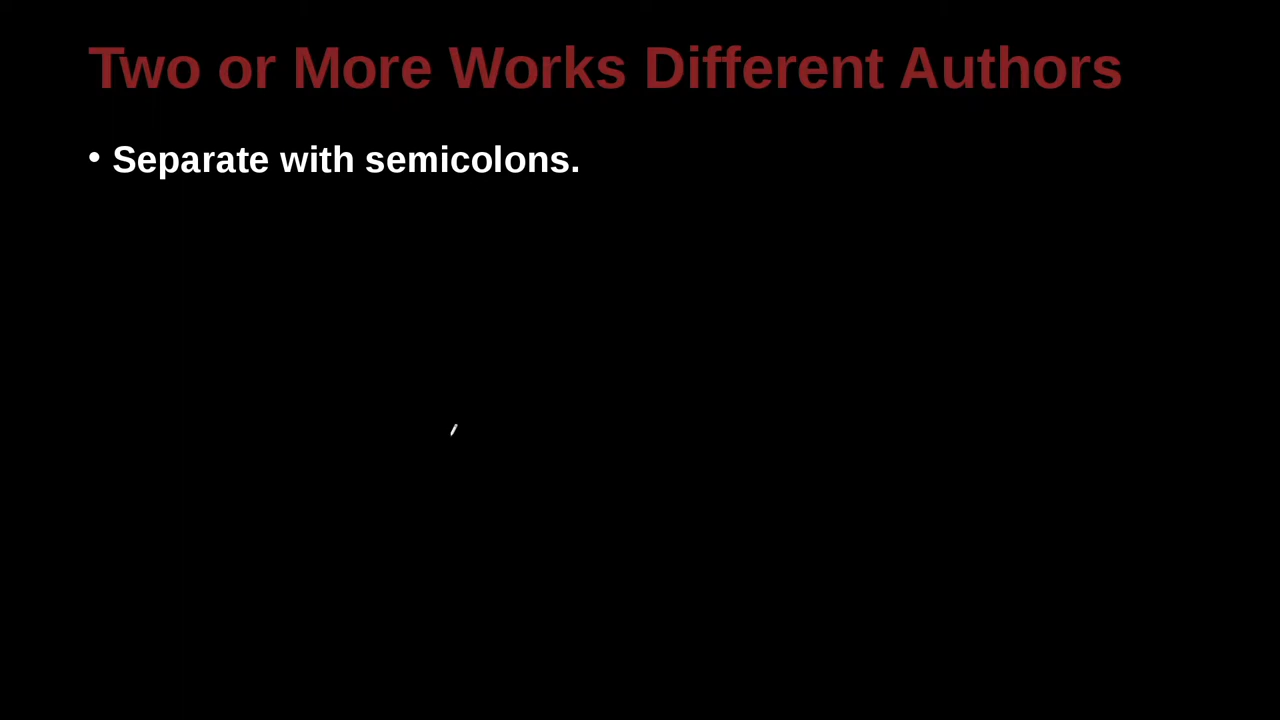 Two or More Works Different Authors
• Separate with semicolons.